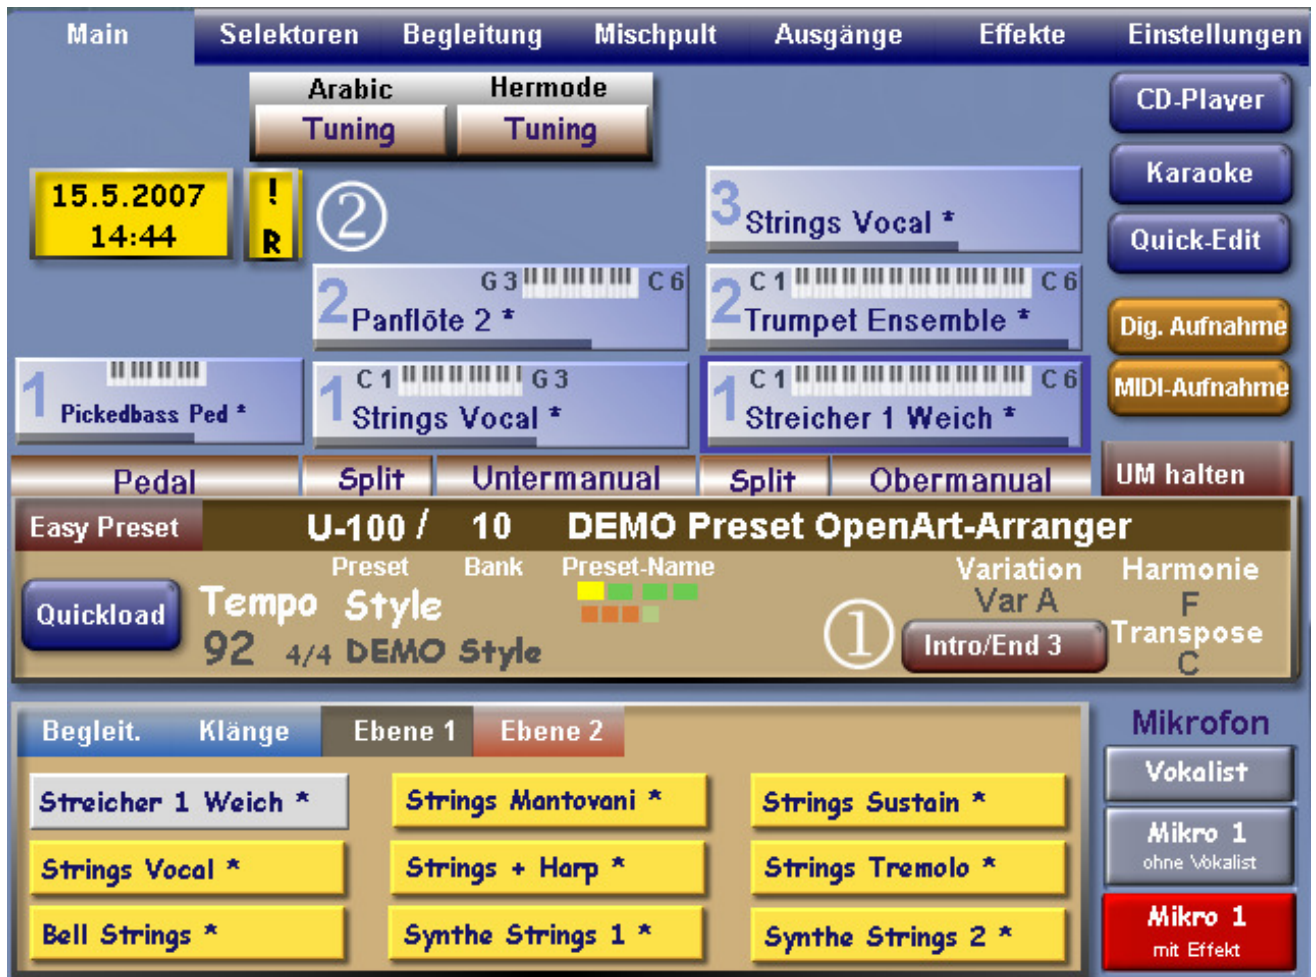 Main Selektoren Begleitung Mischpult Ausgänge Effekte Einstellungen
Arabic Hermode
Tuning Tuning
CD-Player
Karaoke
Quick-Edit
Dig. Aufnahme
MIDI-Aufnahme
UM halten
15.5.2007
14:44
!
R
②
3 Strings Vocal *
2 G 3 C 6
Panflöte 2 *
2 C 1 C 6
Trumpet Ensemble *
1 Pickedbass Ped *
1 C 1 G 3
Strings Vocal *
1 C 1 C 6
Streicher 1 Weich *
Pedal Split Untermanual Split Obermanual
Easy Preset U-100 / 10 DEMO Preset OpenArt-Arranger
Preset Bank Preset-Name Variation Harmonie
Quickload Tempo Style Var A F
① Intro/End 3 Transpose
92 4/4 DEMO Style C
Begleit. Klänge Ebene 1 Ebene 2
Streicher 1 Weich * Strings Mantovani * Strings Sustain *
Strings Vocal * Strings + Harp * Strings Tremolo *
Bell Strings * Synthe Strings 1 * Synthe Strings 2 *
Mikrofon
Vokalist
Mikro 1
ohne Vokalist
Mikro 1
mit Effekt